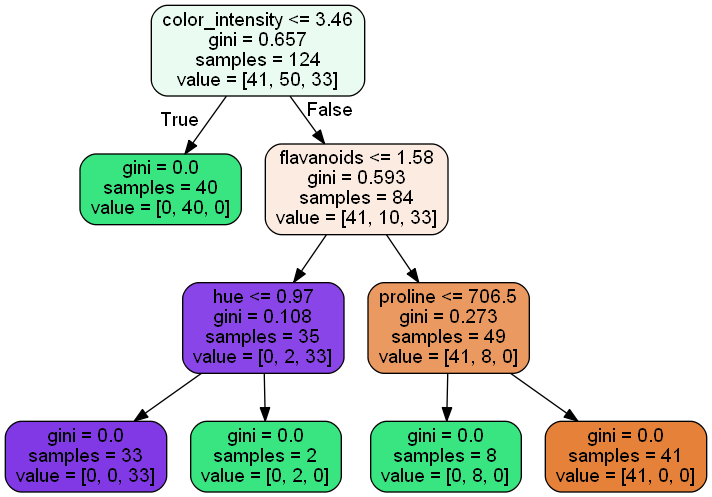 color_intensity <= 3.46
gini = 0.657
samples = 124
value = [41, 50, 33]
True
False
gini = 0.0
samples = 40
value = [0, 40, 0]
flavanoids <= 1.58
gini = 0.593
samples = 84
value = [41, 10, 33]
hue <= 0.97
gini = 0.108
samples = 35
value = [0, 2, 33]
proline <= 706.5
gini = 0.273
samples = 49
value = [41, 8, 0]
gini = 0.0
samples = 33
value = [0, 0, 33]
gini = 0.0
samples = 2
value = [0, 2, 0]
gini = 0.0
samples = 8
value = [0, 8, 0]
gini = 0.0
samples = 41
value = [41, 0, 0]